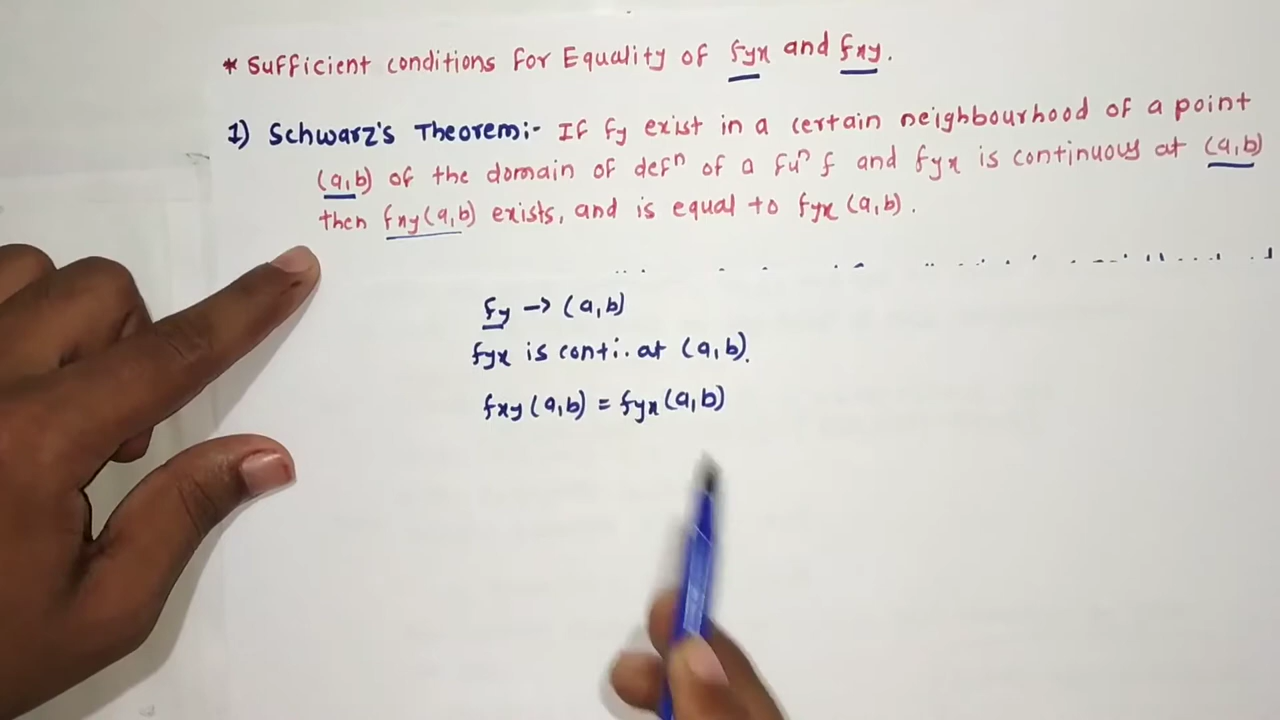 * Sufficient conditions for Equality of fyx and fxy.
1) Schwarz's Theorem:- If fy exist in a certain neighbourhood of a point
(a,b) of the domain of defⁿ of a fuⁿ f and fyx is continuous at (a,b)
then fxy(a,b) exists, and is equal to fyx (a,b).
fy → (a,b)
fyx is conti. at (a,b).
fxy (a,b) = fyx (a,b)